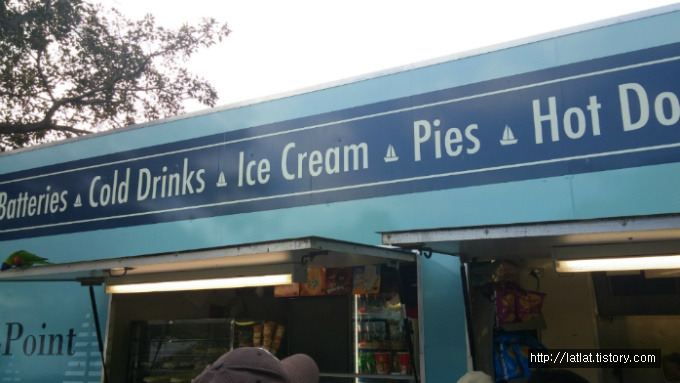 Batteries Cold Drinks Ice Cream Pies Hot Do
Point
http://latlat.tistory.com